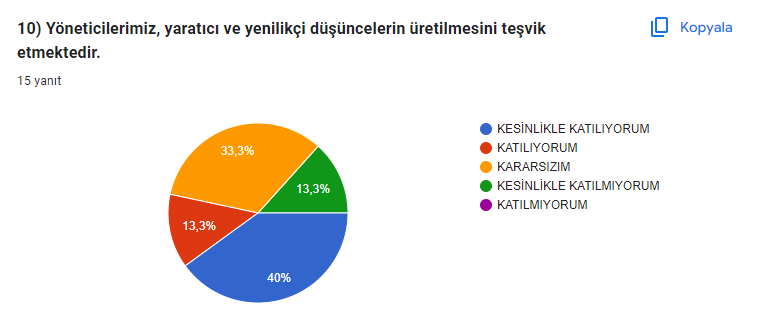 10) Yöneticilerimiz, yaratıcı ve yenilikçi düşüncelerin üretilmesini teşvik
etmektedir.
Kopyala
15 yanıt
KESİNLİKLE KATILIYORUM
KATILIYORUM
KARARSIZIM
KESİNLİKLE KATILMIYORUM
KATILMIYORUM
33,3%
13,3%
13,3%
40%